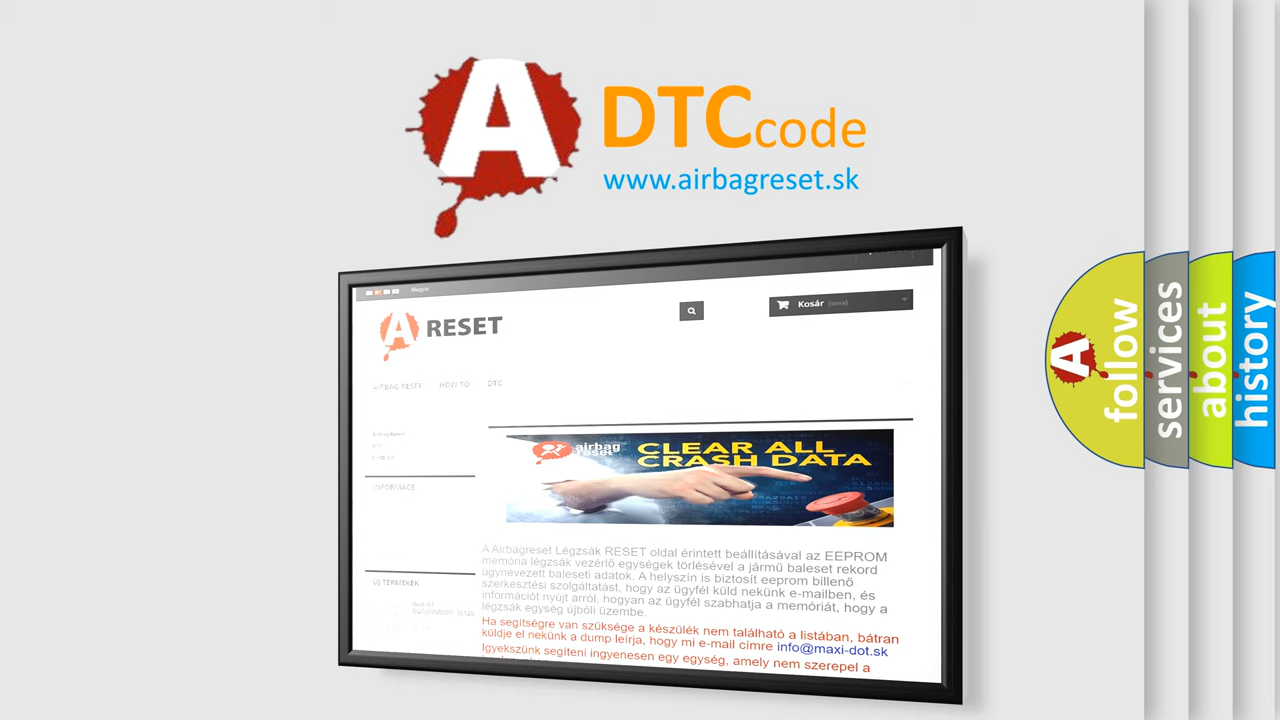 A
DTCcode
www.airbagreset.sk
Magyar
Kosár
A RESET
AIRBAG RESET HOW TO DTC
INFORMACE
ÚJ TERMÉKEK
airbag
reset
CLEAR ALL
CRASH DATA
A Airbagreset Légzsák RESET oldal érintett beállításával az EEPROM
memória légzsák vezérlő egységek törlésével a jármű baleset rekord
úgynevezett baleseti adatok. A helyszín is biztosít eeprom billenő
szerkesztési szolgáltatást, hogy az ügyfél küld nekünk e-mailben, és
információt nyújt arról, hogyan az ügyfél szabhatja a memóriát, hogy a
légzsák egység újbóli üzembe.
Ha segítségre van szüksége a készülék nem található a listában, bátran
küldje el nekünk a dump leírja, hogy mi e-mail címre info@maxi-dot.sk
Igyekszünk segíteni ingyenesen egy egység, amely nem szerepel a
A
follow
services
about
history